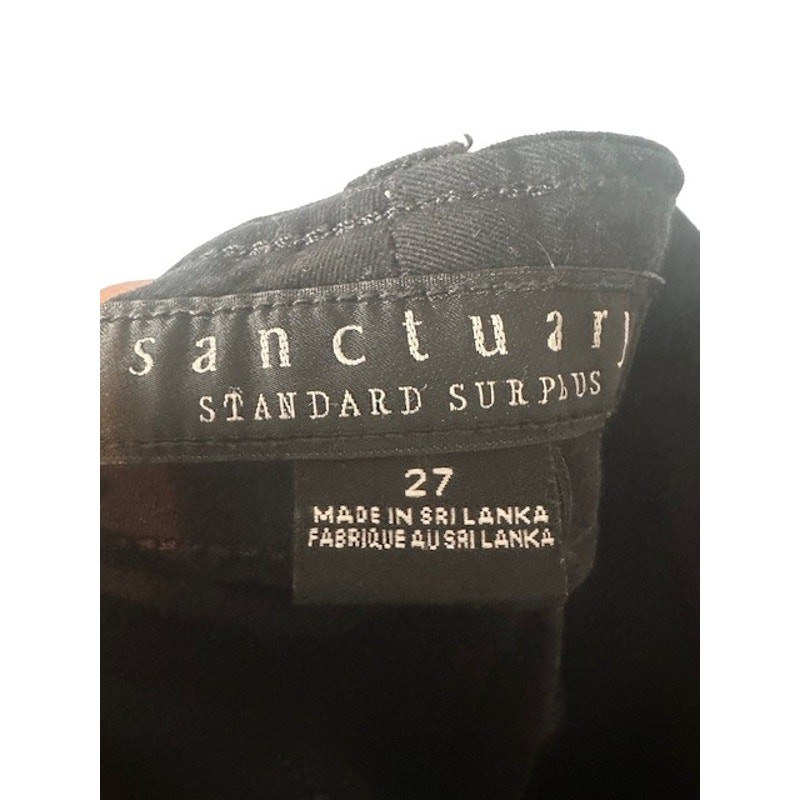 sanctuary
STANDARD SURPLUS
27
MADE IN SRI LANKA
FABRIQUE AU SRI LANKA